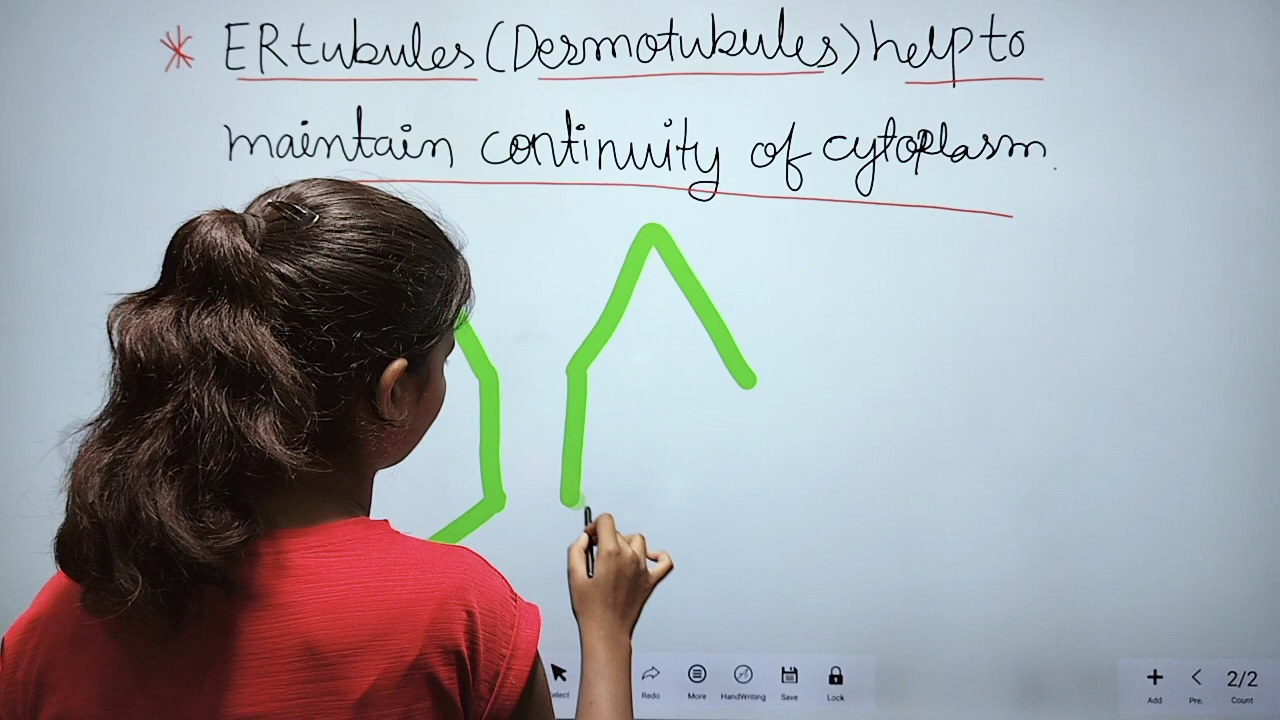 * ER tubules (Desmotubules) help to
maintain continuity of cytoplasm.
Redo More HandWriting Save Lock
Add Pre. 2/2 Count